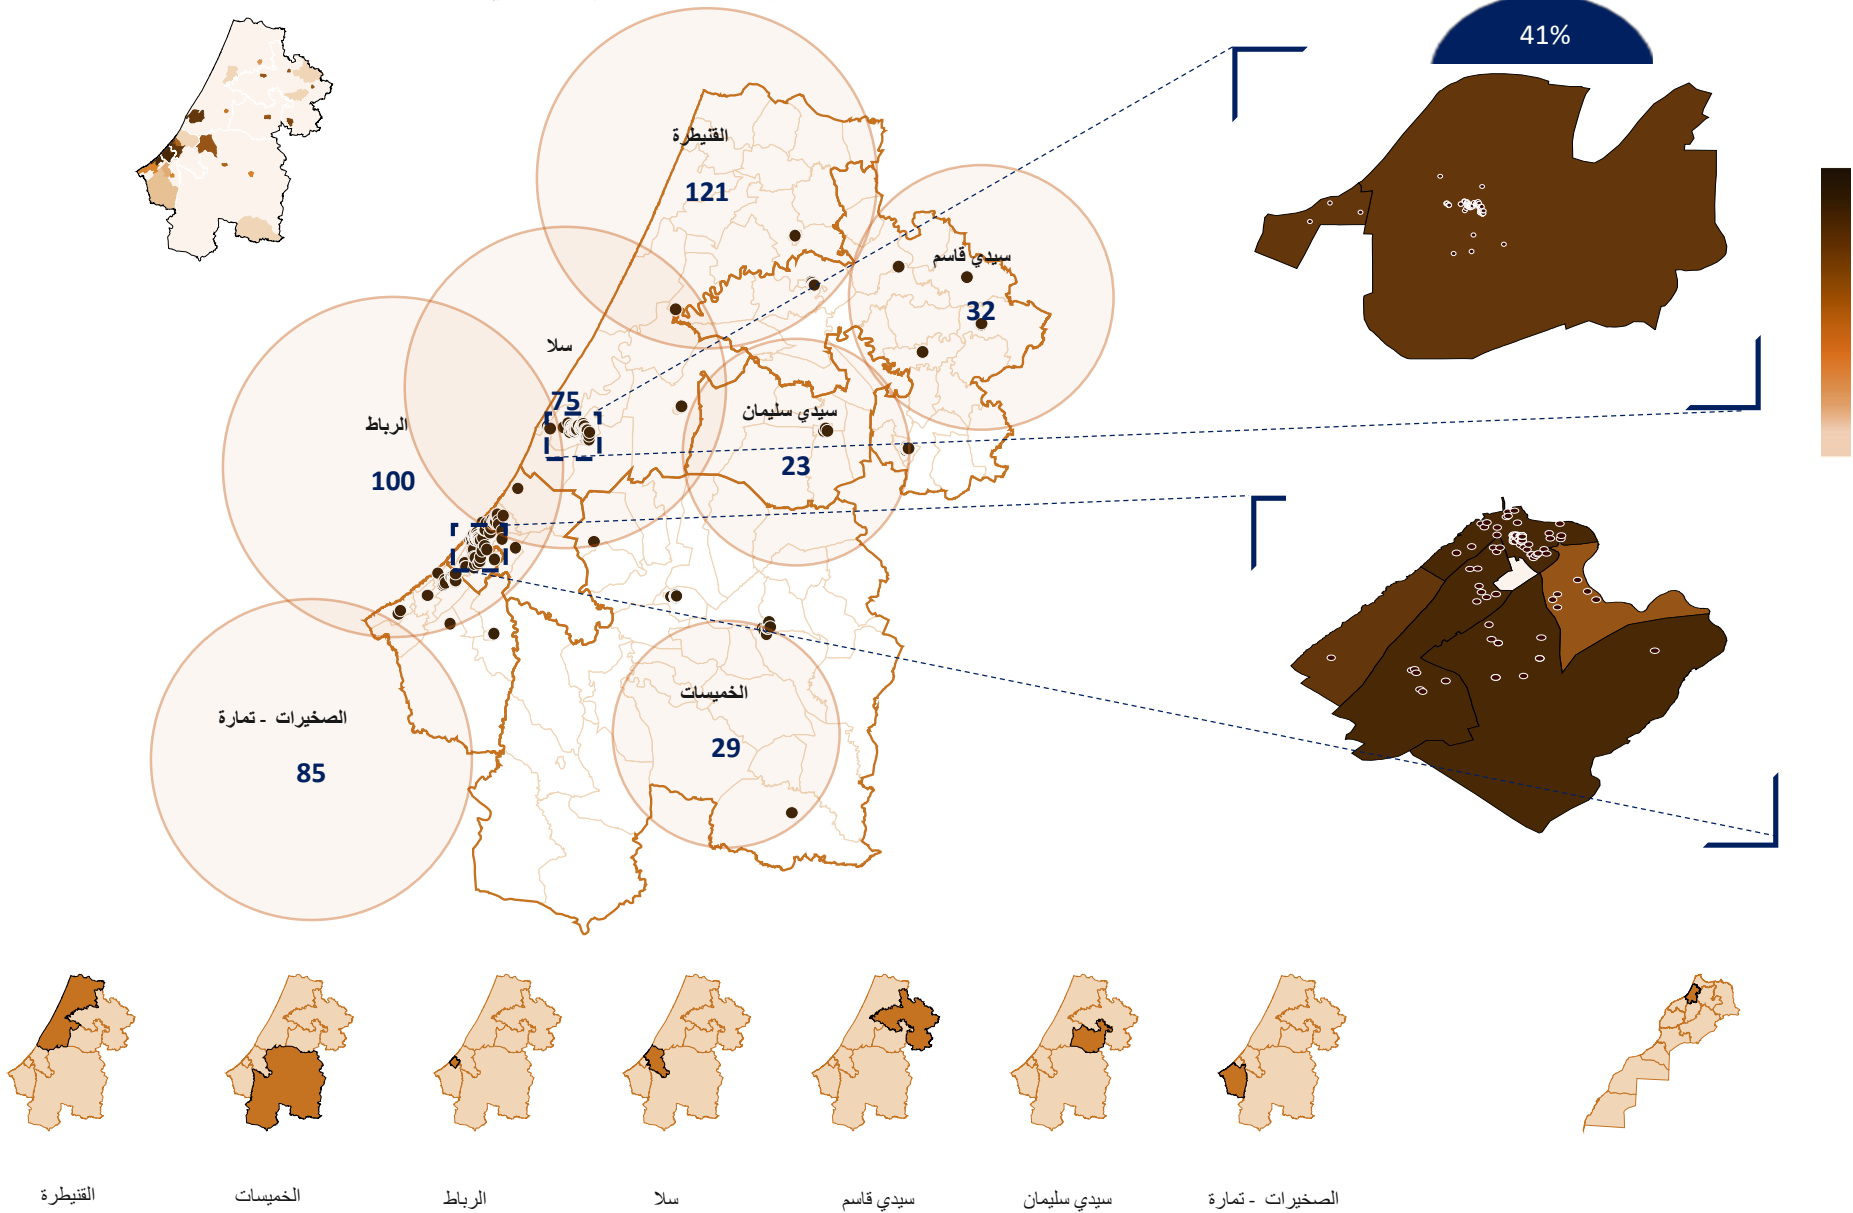 41%
القنيطرة
121
سيدي قاسم
32
سلا
75
سيدي سليمان
23
الرباط
100
الخميسات
29
الصخيرات - تمارة
85
القنيطرة
الخميسات
الرباط
سلا
سيدي قاسم
سيدي سليمان
الصخيرات - تمارة